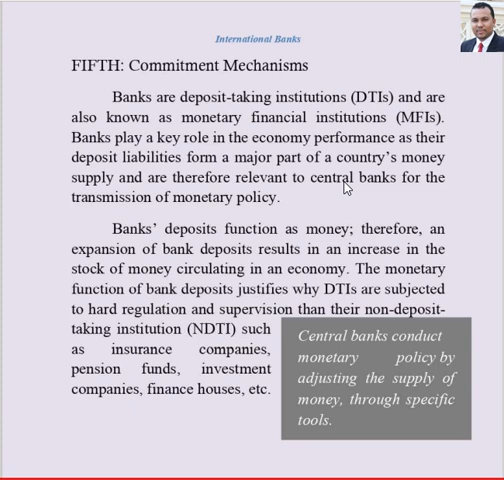 International Banks
FIFTH: Commitment Mechanisms
Banks are deposit-taking institutions (DTIs) and are
also known as monetary financial institutions (MFIs).
Banks play a key role in the economy performance as their
deposit liabilities form a major part of a country's money
supply and are therefore relevant to central banks for the
transmission of monetary policy.
Banks' deposits function as money; therefore, an
expansion of bank deposits results in an increase in the
stock of money circulating in an economy. The monetary
function of bank deposits justifies why DTIs are subjected
to hard regulation and supervision than their non-deposit-
taking institution (NDTI) such
as insurance companies,
pension funds, investment
companies, finance houses, etc.
Central banks conduct
monetary policy by
adjusting the supply of
money, through specific
tools.